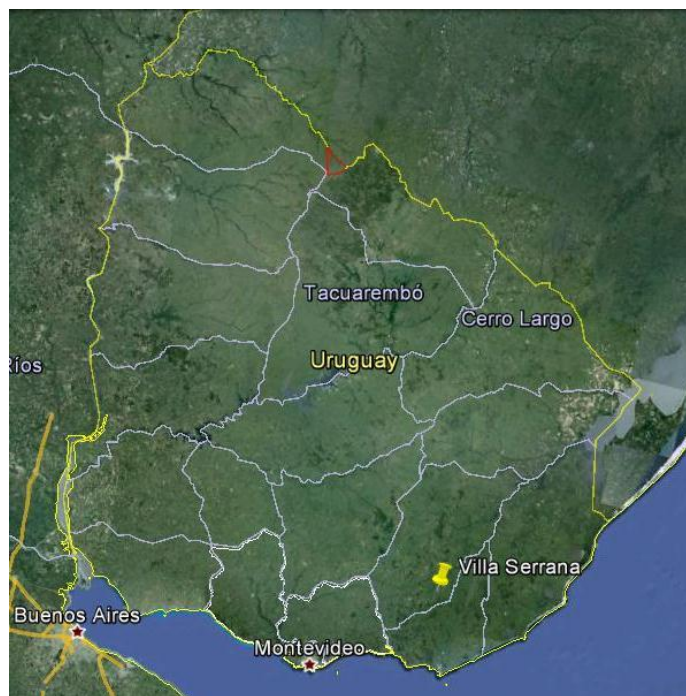 Tacuarembó
Cerro Largo
Uruguay
Ríos
Villa Serrana
Buenos Aires
Montevideo